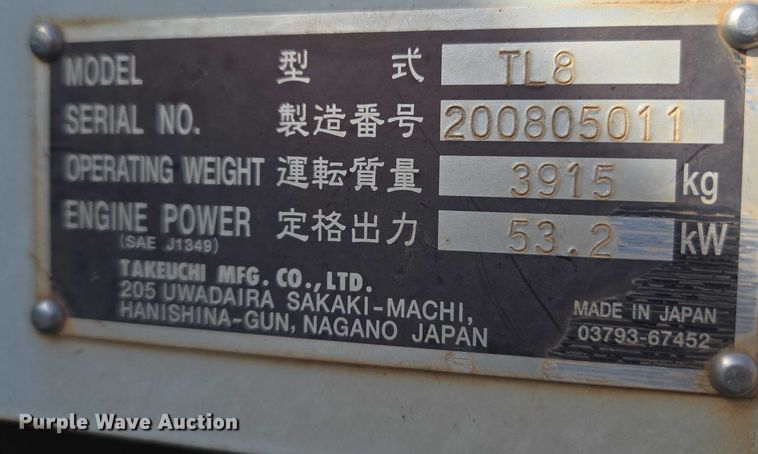 MODEL 型式 TL8
SERIAL NO. 製造番号 200805011
OPERATING WEIGHT 運転質量 3915 kg
ENGINE POWER 定格出力 53.2 kW
(SAE J1349)
TAKEUCHI MFG. CO.,LTD.
205 UWADAIRA SAKAKI-MACHI,
HANISHINA-GUN, NAGANO JAPAN
MADE IN JAPAN
03793-67452
Purple Wave Auction